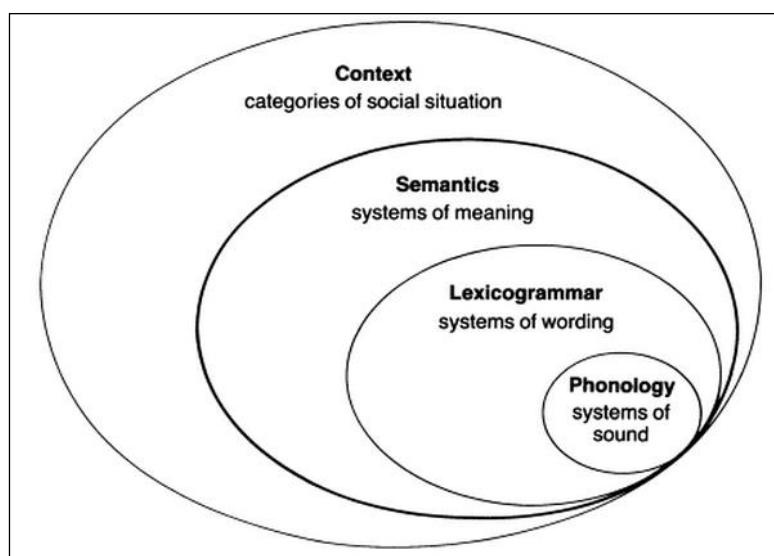 Context
categories of social situation
Semantics
systems of meaning
Lexicogrammar
systems of wording
Phonology
systems of
sound